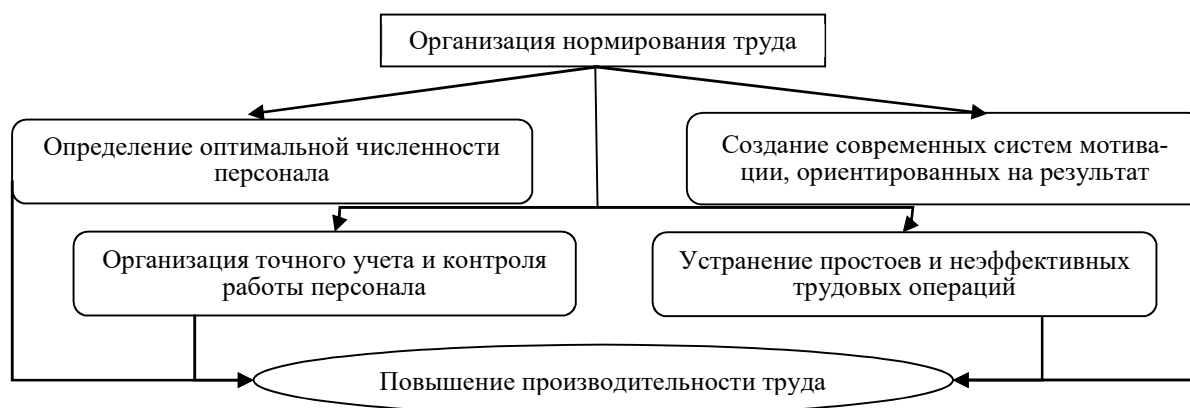 Организация нормирования труда
Определение оптимальной численности
персонала
Создание современных систем мотива-
ции, ориентированных на результат
Организация точного учета и контроля
работы персонала
Устранение простоев и неэффективных
трудовых операций
Повышение производительности труда